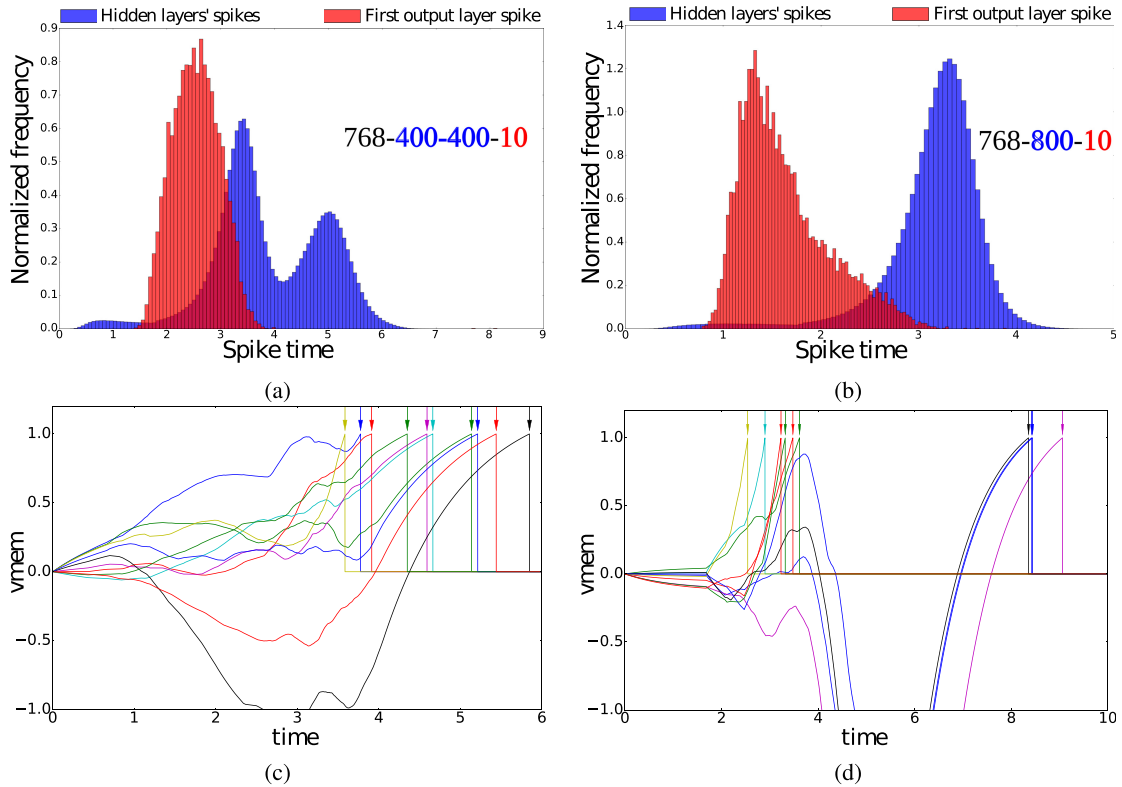 Hidden layers' spikes
First output layer spike
Normalized frequency
0.9
0.8
0.7
0.6
0.5
0.4
0.3
0.2
0.1
0.0
768-400-400-10
0 1 2 3 4 5 6 7 8 9
Spike time
(a)
Hidden layers' spikes
First output layer spike
Normalized frequency
1.4
1.2
1.0
0.8
0.6
0.4
0.2
0.0
768-800-10
0 1 2 3 4 5
Spike time
(b)
vmem
1.0
0.5
0.0
−0.5
−1.0
0 1 2 3 4 5 6
time
(c)
vmem
1.0
0.5
0.0
−0.5
−1.0
0 2 4 6 8 10
time
(d)